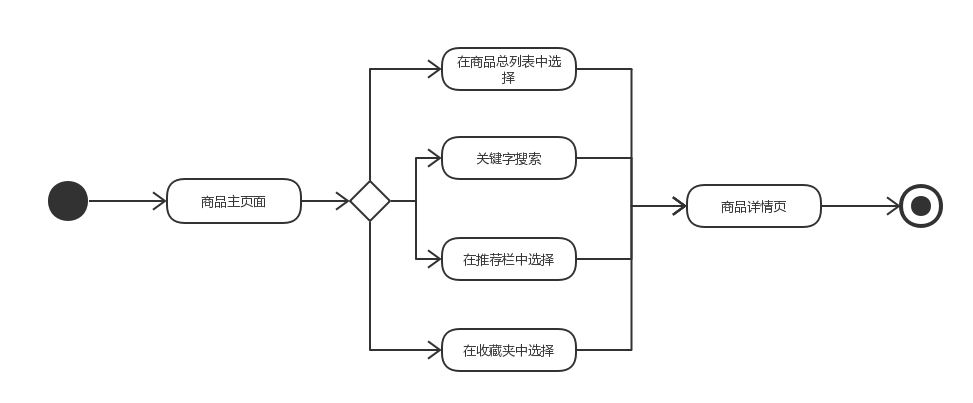 商品主页面
在商品总列表中选
择
关键字搜索
在推荐栏中选择
在收藏夹中选择
商品详情页